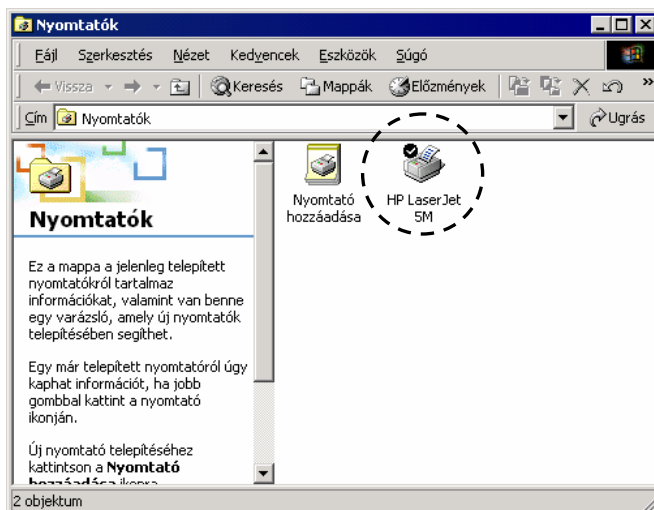 Nyomtatók
Fájl Szerkesztés Nézet Kedvencek Eszközök Súgó
Vissza Keresés Mappák Előzmények »
Cím Nyomtatók Ugrás
Nyomtatók
Ez a mappa a jelenleg telepített
nyomtatókról tartalmaz
információkat, valamint van benne
egy varázsló, amely új nyomtatók
telepítésében segíthet.
Egy már telepített nyomtatóról úgy
kaphat információt, ha jobb
gombbal kattint a nyomtató
ikonján.
Új nyomtató telepítéséhez
kattintson a Nyomtató
hozzáadása ikonra
Nyomtató
hozzáadása
HP LaserJet
5M
2 objektum